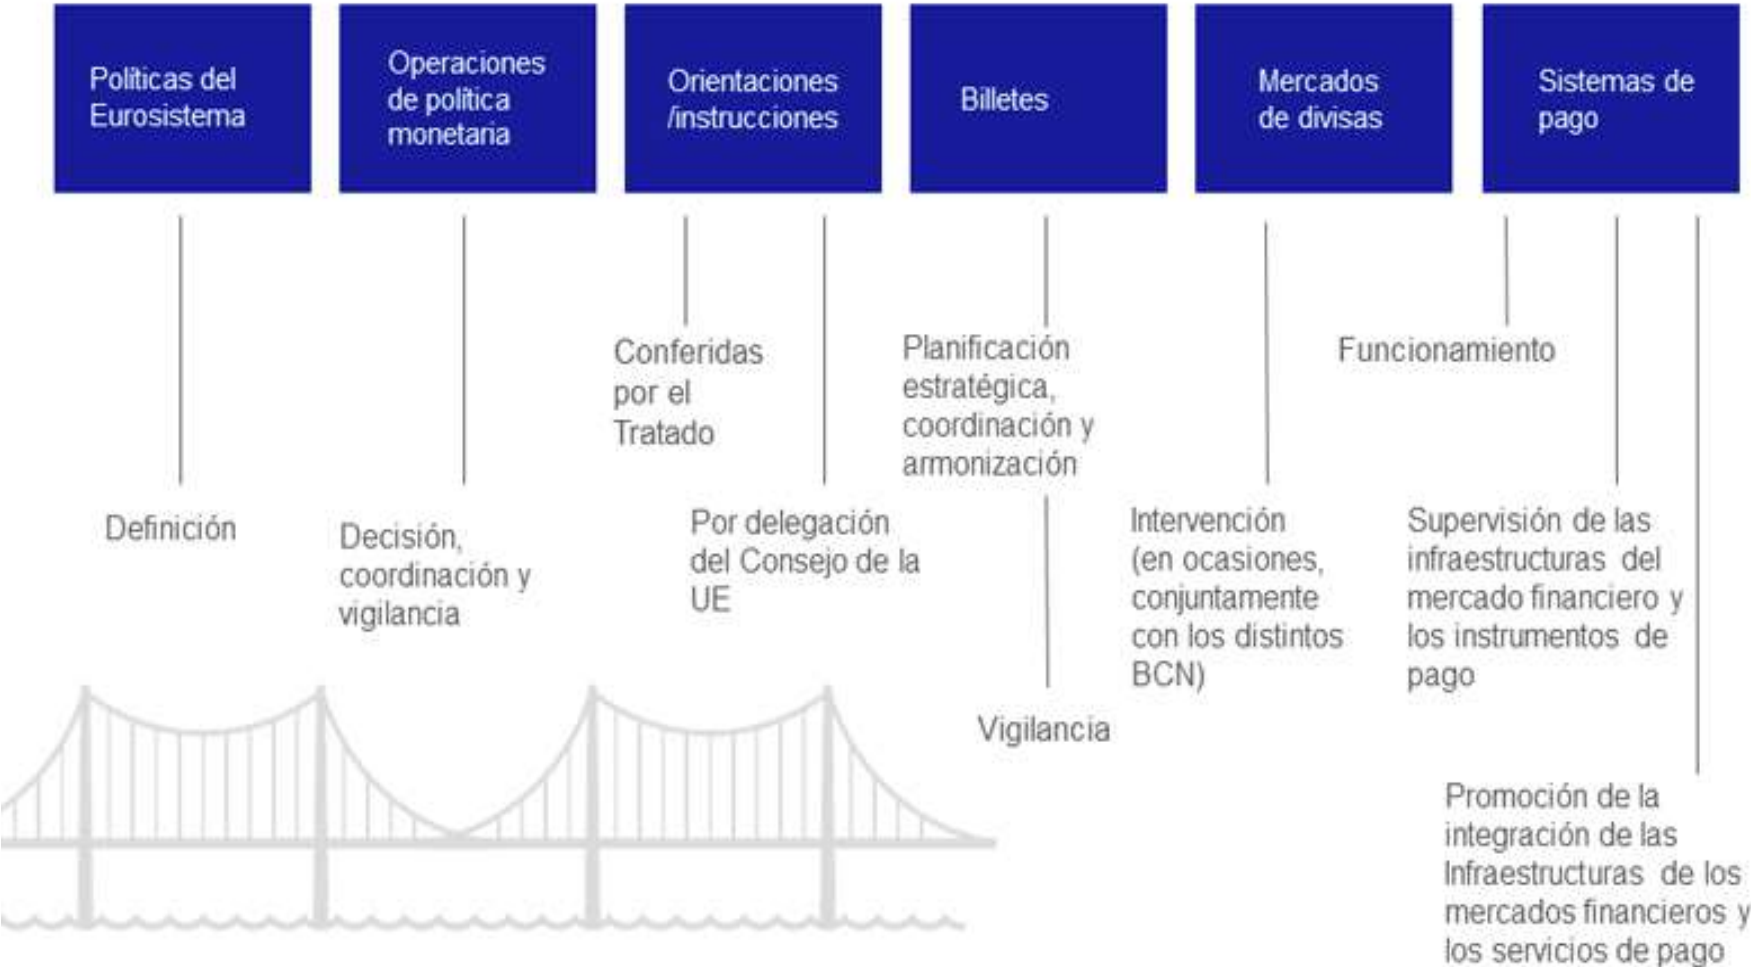 Políticas del
Eurosistema
Operaciones
de política
monetaria
Orientaciones
/instrucciones
Billetes
Mercados
de divisas
Sistemas de
pago
Definición
Decisión,
coordinación y
vigilancia
Conferidas
por el
Tratado
Por delegación
del Consejo de la
UE
Planificación
estratégica,
coordinación y
armonización
Vigilancia
Intervención
(en ocasiones,
conjuntamente
con los distintos
BCN)
Funcionamiento
Supervisión de las
infraestructuras del
mercado financiero y
los instrumentos de
pago
Promoción de la
integración de las
Infraestructuras de los
mercados financieros y
los servicios de pago